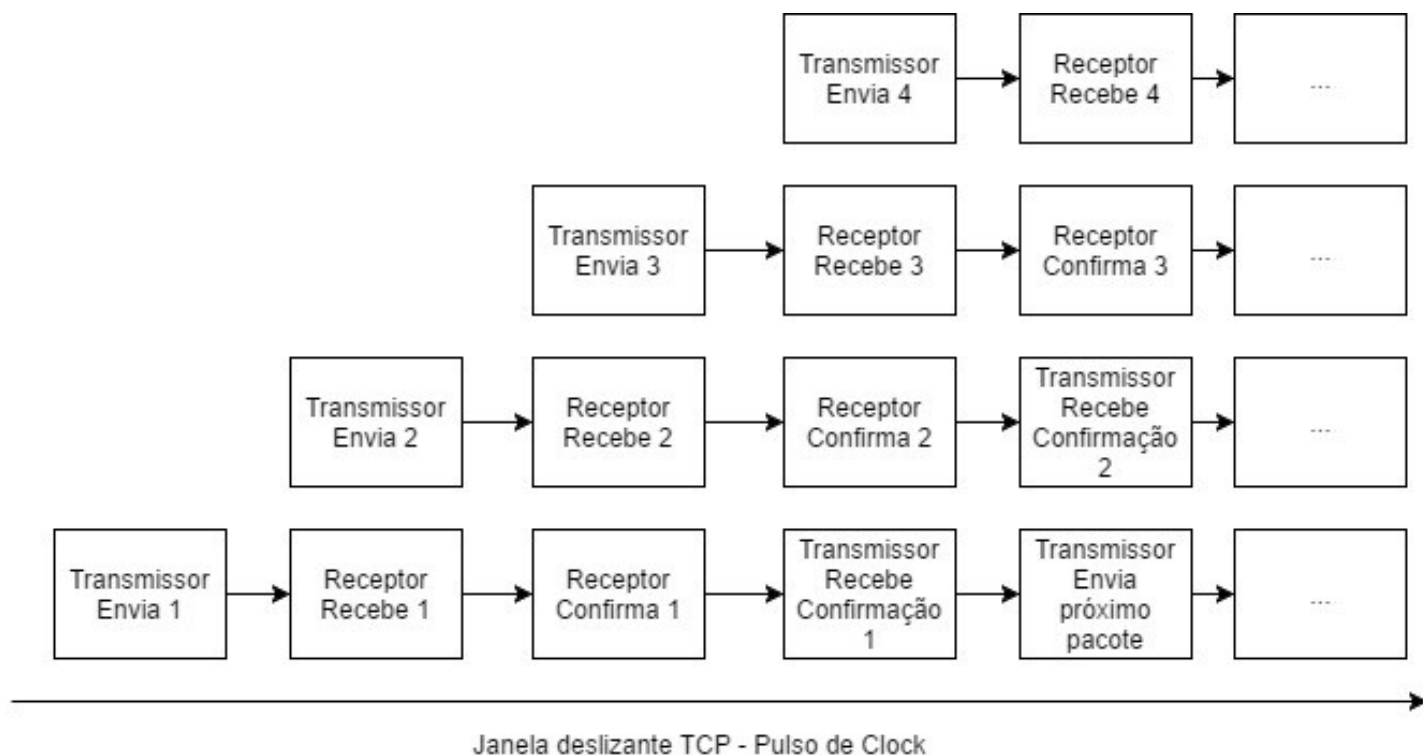 Transmissor
Envia 4
Receptor
Recebe 4
...
Transmissor
Envia 3
Receptor
Recebe 3
Receptor
Confirma 3
...
Transmissor
Envia 2
Receptor
Recebe 2
Receptor
Confirma 2
Transmissor
Recebe
Confirmação
2
...
Transmissor
Envia 1
Receptor
Recebe 1
Receptor
Confirma 1
Transmissor
Recebe
Confirmação
1
Transmissor
Envia
próximo
pacote
...
Janela deslizante TCP - Pulso de Clock